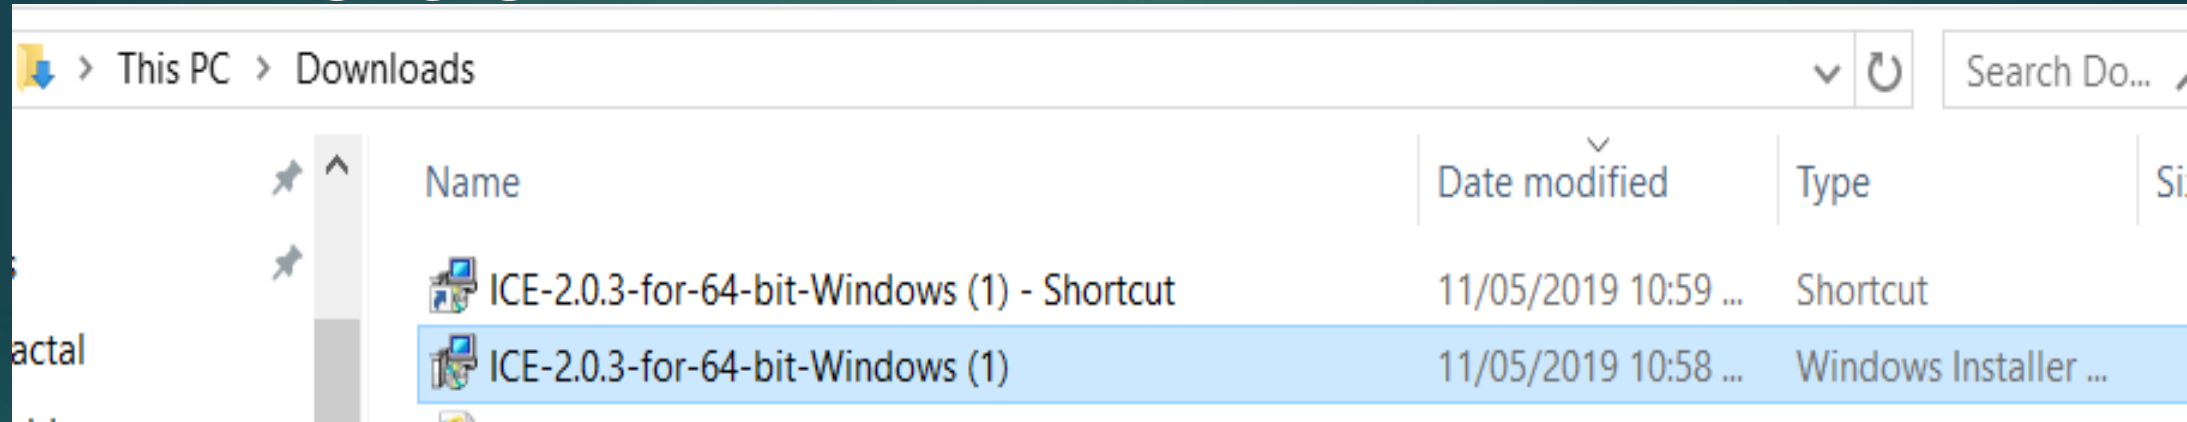 This PC > Downloads
Search Do...
Name Date modified Type
ICE-2.0.3-for-64-bit-Windows (1) - Shortcut 11/05/2019 10:59 ... Shortcut
ICE-2.0.3-for-64-bit-Windows (1) 11/05/2019 10:58 ... Windows Installer ...
actal